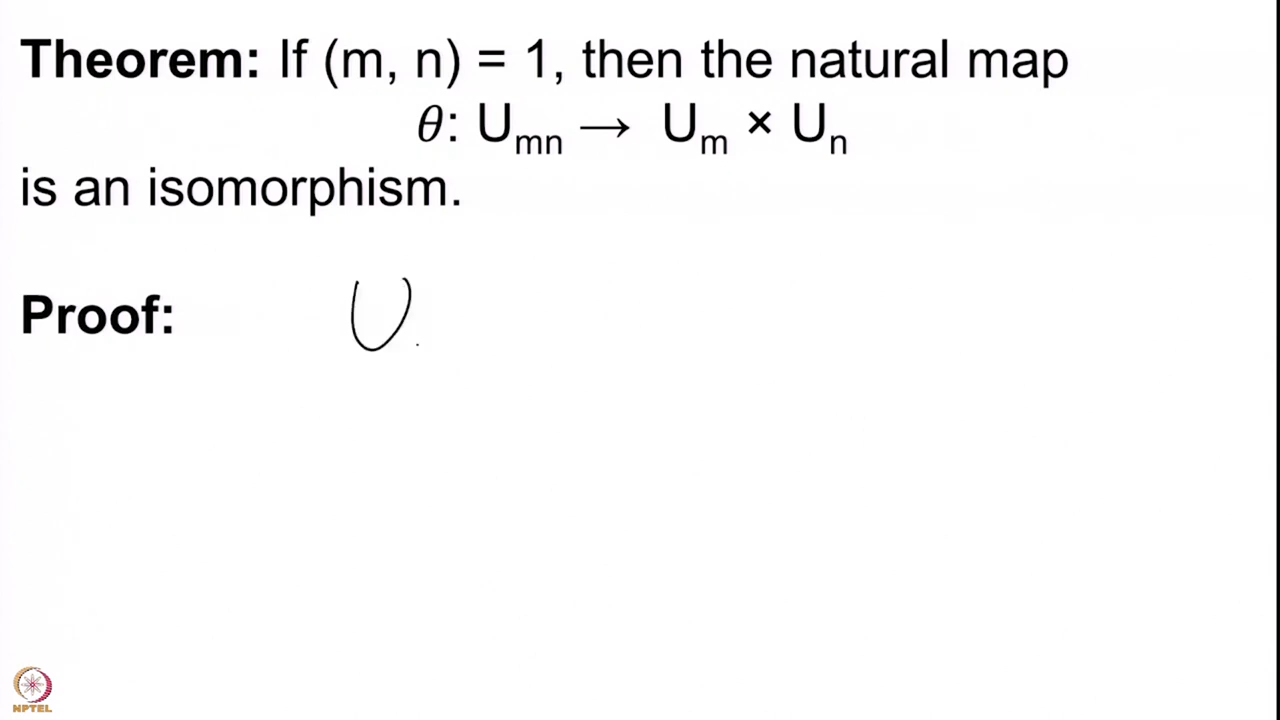 Theorem: If (m, n) = 1, then the natural map
θ: Uₘₙ → Uₘ × Uₙ
is an isomorphism.
Proof: U
NPTEL